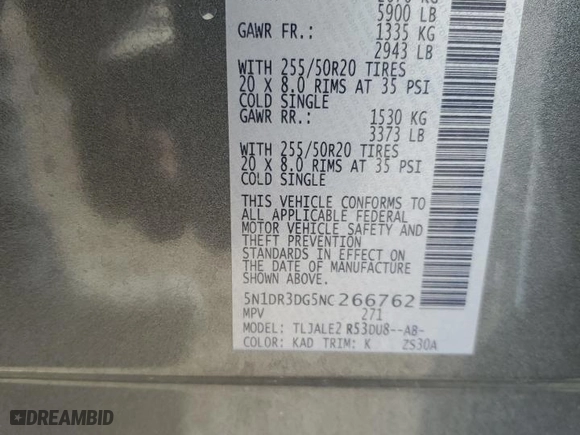 5900 LB
GAWR FR.: 1335 KG
2943 LB
WITH 255/50R20 TIRES
20 X 8.0 RIMS AT 35 PSI
COLD SINGLE
GAWR RR.: 1530 KG
3373 LB
WITH 255/50R20 TIRES
20 X 8.0 RIMS AT 35 PSI
COLD SINGLE
THIS VEHICLE CONFORMS TO
ALL APPLICABLE FEDERAL
MOTOR VEHICLE SAFETY AND
THEFT PREVENTION
STANDARDS IN EFFECT ON
THE DATE OF MANUFACTURE
SHOWN ABOVE.
5N1DR3DG5NC266762
MPV 271
MODEL: TLJALE2 R53DU8--AB-
COLOR: KAD TRIM: K ZS30A
DREAMBID